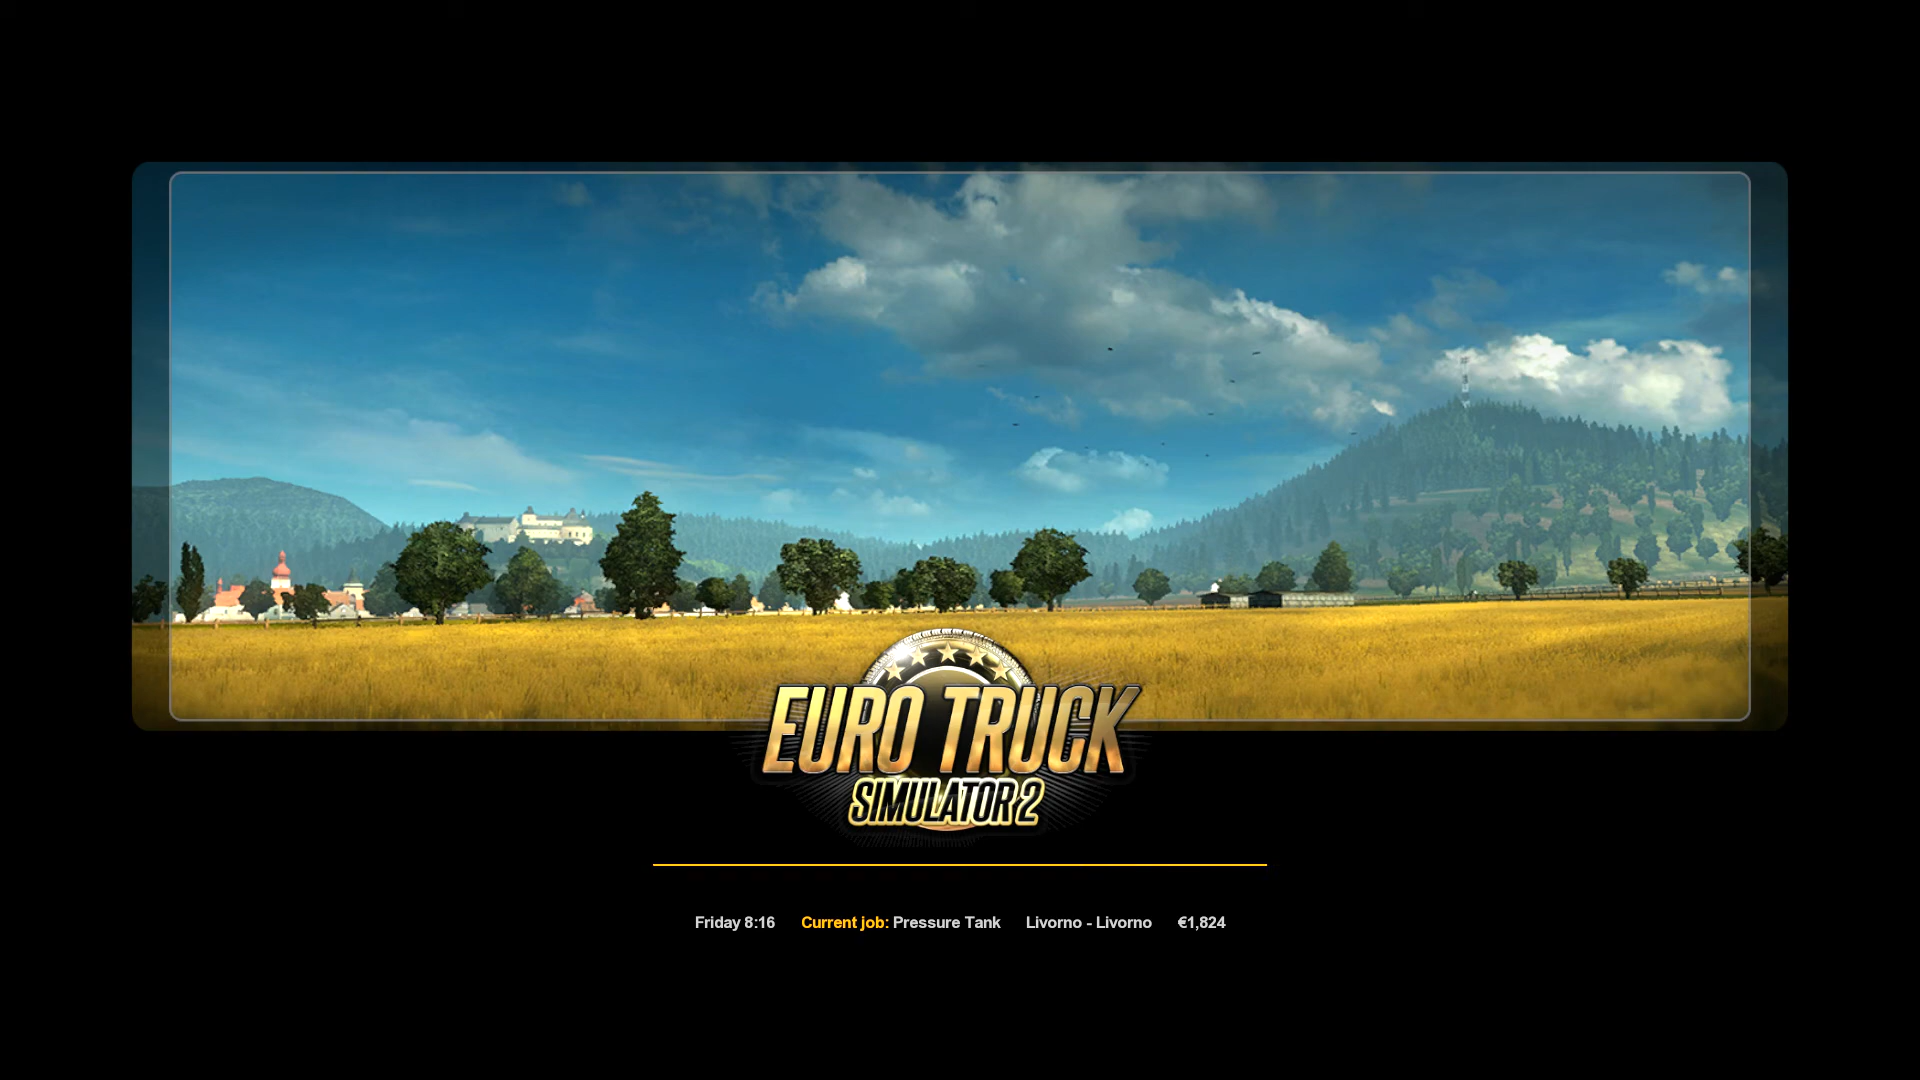 EURO TRUCK
SIMULATOR 2
Friday 8:16 Current job: Pressure Tank Livorno - Livorno €1,824